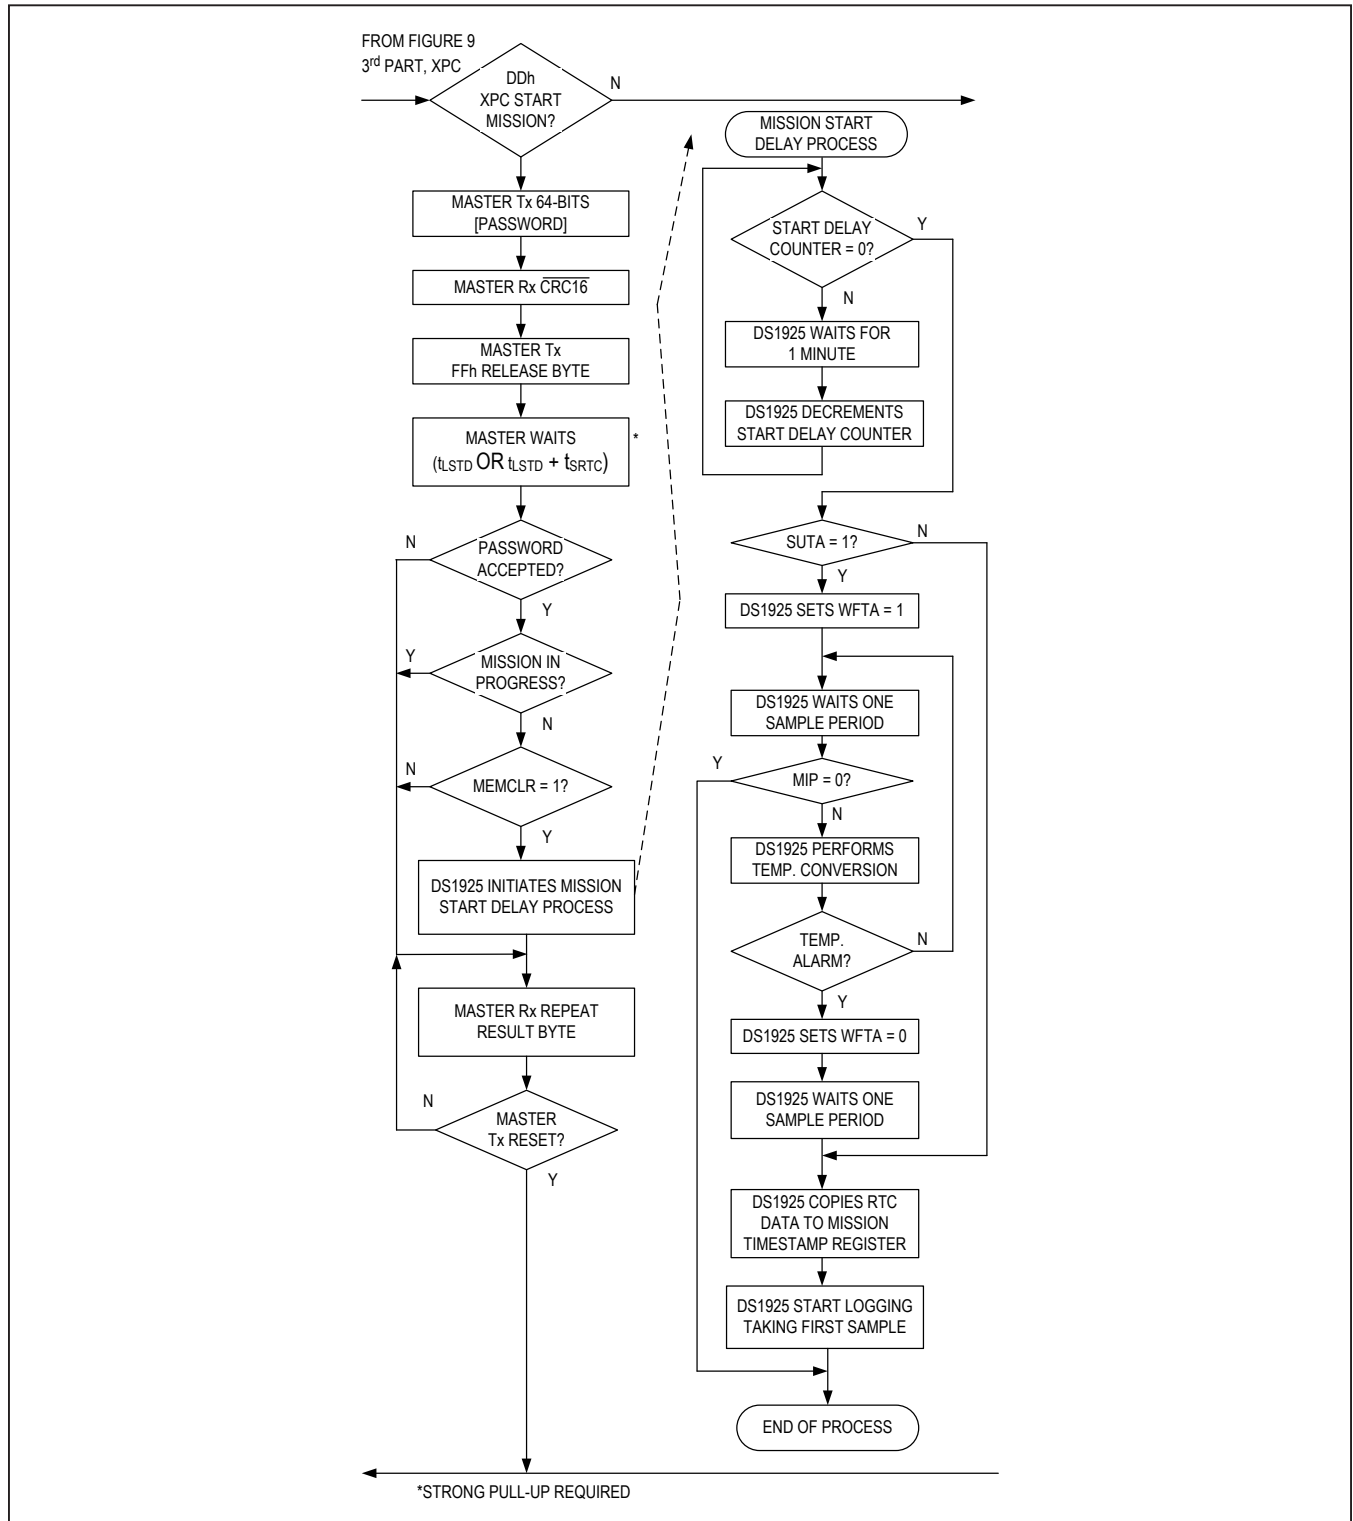 FROM FIGURE 9
3rd PART, XPC
DDh
XPC START
MISSION?
N
MASTER Tx 64-BITS
[PASSWORD]
MASTER Rx CRC16
MASTER Tx
FFh RELEASE BYTE
MASTER WAITS
(tLSTD OR tLSTD + tSRTC)
*
N
PASSWORD
ACCEPTED?
Y
Y
MISSION IN
PROGRESS?
N
N
MEMCLR = 1?
Y
DS1925 INITIATES MISSION
START DELAY PROCESS
MASTER Rx REPEAT
RESULT BYTE
N
MASTER
Tx RESET?
Y
MISSION START
DELAY PROCESS
START DELAY
COUNTER = 0?
Y
N
DS1925 WAITS FOR
1 MINUTE
DS1925 DECREMENTS
START DELAY COUNTER
SUTA = 1?
N
Y
DS1925 SETS WFTA = 1
DS1925 WAITS ONE
SAMPLE PERIOD
Y
MIP = 0?
N
DS1925 PERFORMS
TEMP. CONVERSION
TEMP.
ALARM?
N
Y
DS1925 SETS WFTA = 0
DS1925 WAITS ONE
SAMPLE PERIOD
DS1925 COPIES RTC
DATA TO MISSION
TIMESTAMP REGISTER
DS1925 START LOGGING
TAKING FIRST SAMPLE
END OF PROCESS
*STRONG PULL-UP REQUIRED